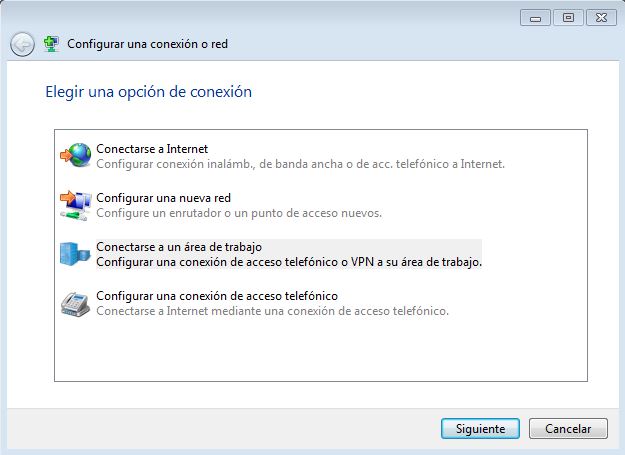 Configurar una conexión o red
Elegir una opción de conexión
Conectarse a Internet
Configurar conexión inalámb., de banda ancha o de acc. telefónico a Internet.
Configurar una nueva red
Configure un enrutador o un punto de acceso nuevos.
Conectarse a un área de trabajo
Configurar una conexión de acceso telefónico o VPN a su área de trabajo.
Configurar una conexión de acceso telefónico
Conectarse a Internet mediante una conexión de acceso telefónico.
Siguiente
Cancelar